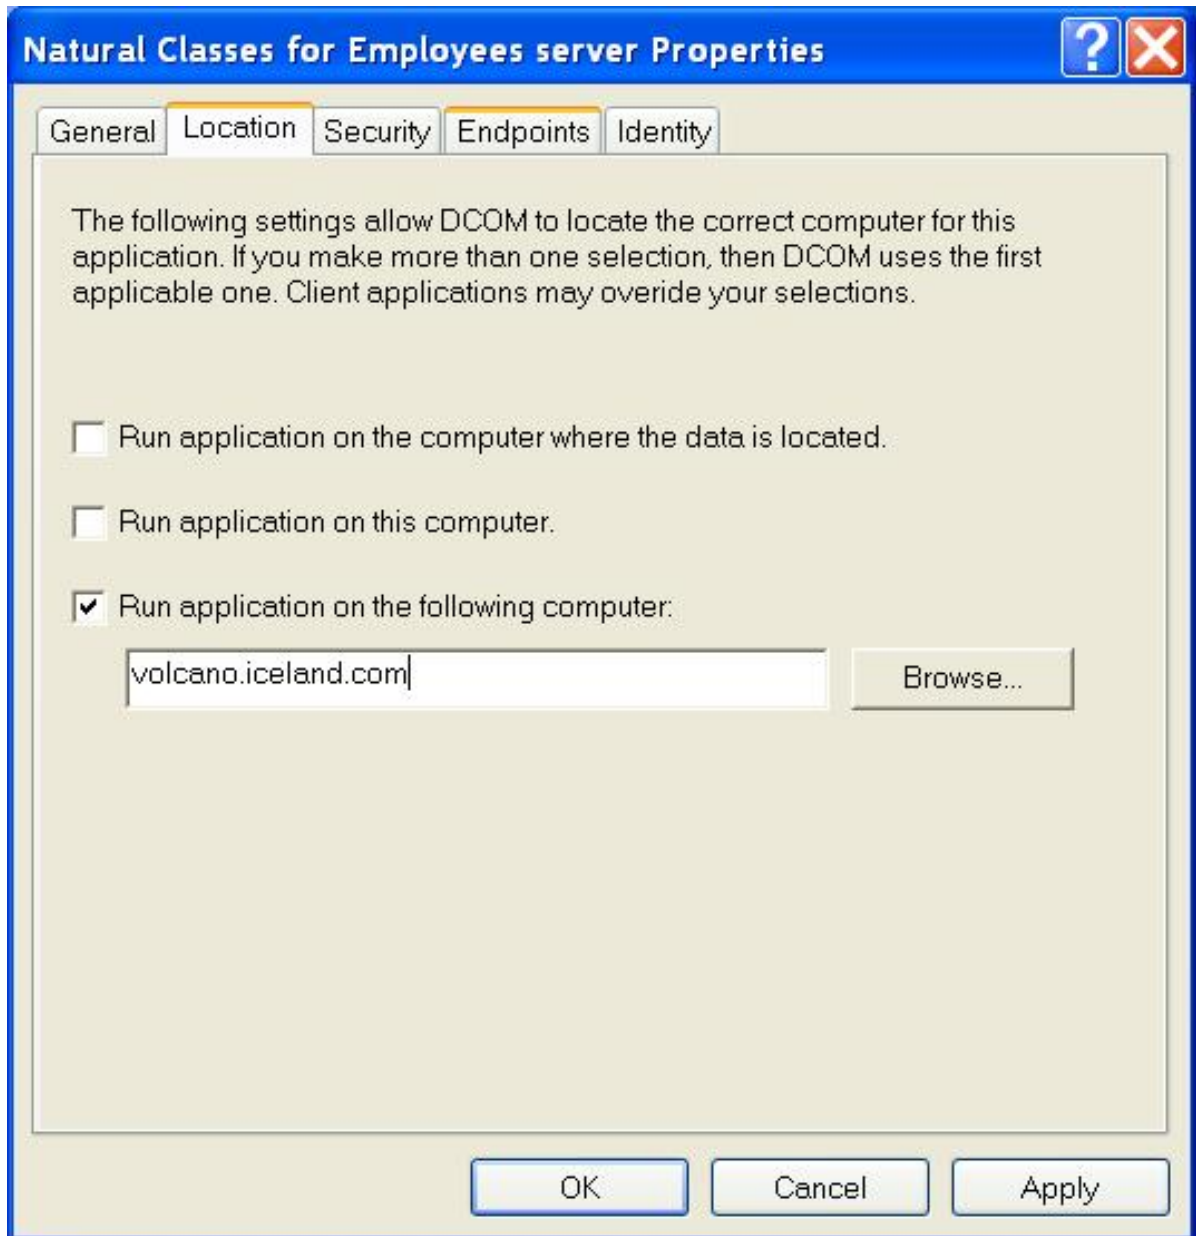 Natural Classes for Employees server Properties
General Location Security Endpoints Identity
The following settings allow DCOM to locate the correct computer for this
application. If you make more than one selection, then DCOM uses the first
applicable one. Client applications may overide your selections.
Run application on the computer where the data is located.
Run application on this computer.
Run application on the following computer:
volcano.iceland.com
Browse...
OK Cancel Apply